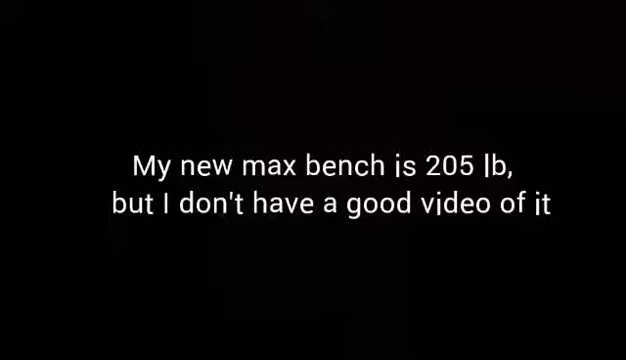 My new max bench is 205 lb,
but I don't have a good video of it